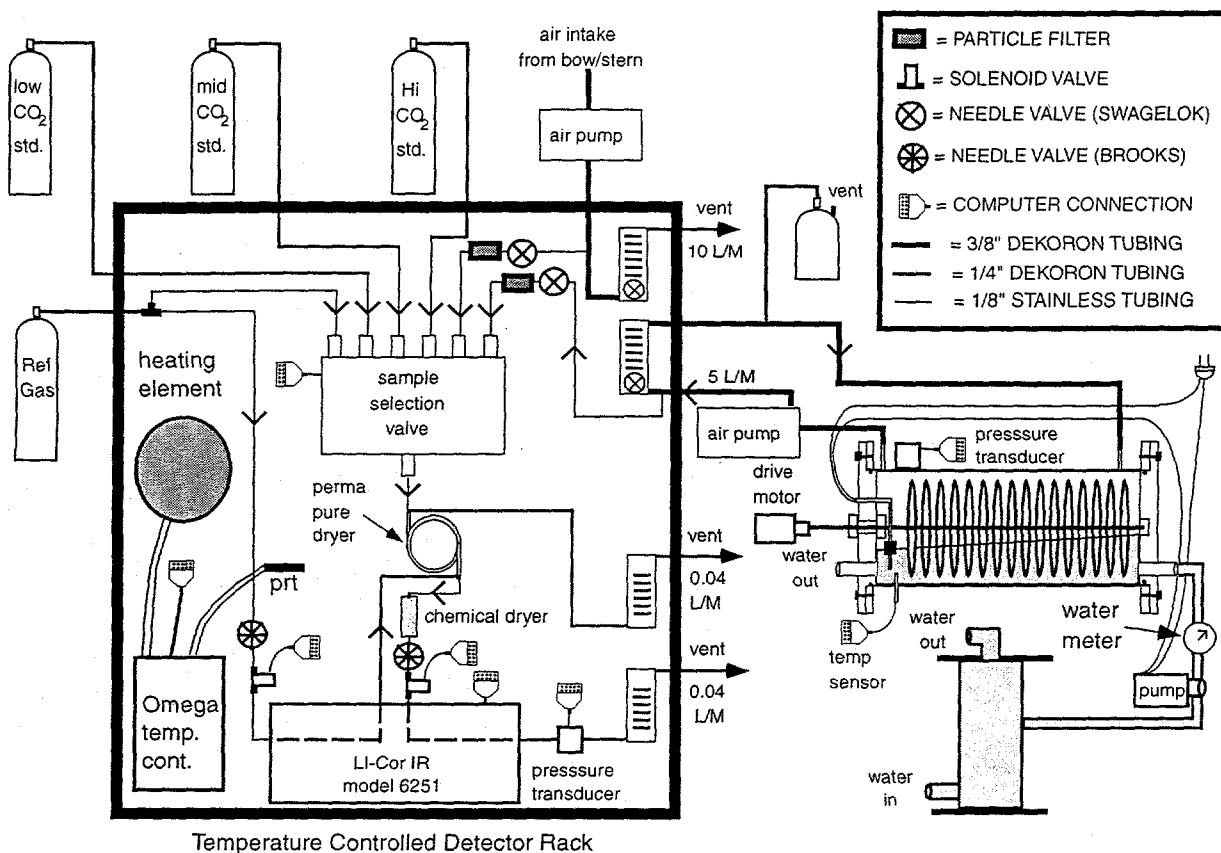 low
CO2
std.
mid
CO2
std.
Hi
CO2
std.
air intake
from bow/stern
air pump
= PARTICLE FILTER
= SOLENOID VALVE
= NEEDLE VALVE (SWAGELOK)
= NEEDLE VALVE (BROOKS)
= COMPUTER CONNECTION
= 3/8" DEKORON TUBING
= 1/4" DEKORON TUBING
= 1/8" STAINLESS TUBING
vent
10 L/M
vent
Ref
Gas
heating
element
sample
selection
valve
5 L/M
air pump
presssure
transducer
drive
motor
water
out
perma
pure
dryer
prt
chemical dryer
vent
0.04
L/M
vent
0.04
L/M
Omega
temp.
cont.
LI-Cor IR
model 6251
presssure
transducer
temp
sensor
water
out
water
meter
pump
water
in
Temperature Controlled Detector Rack